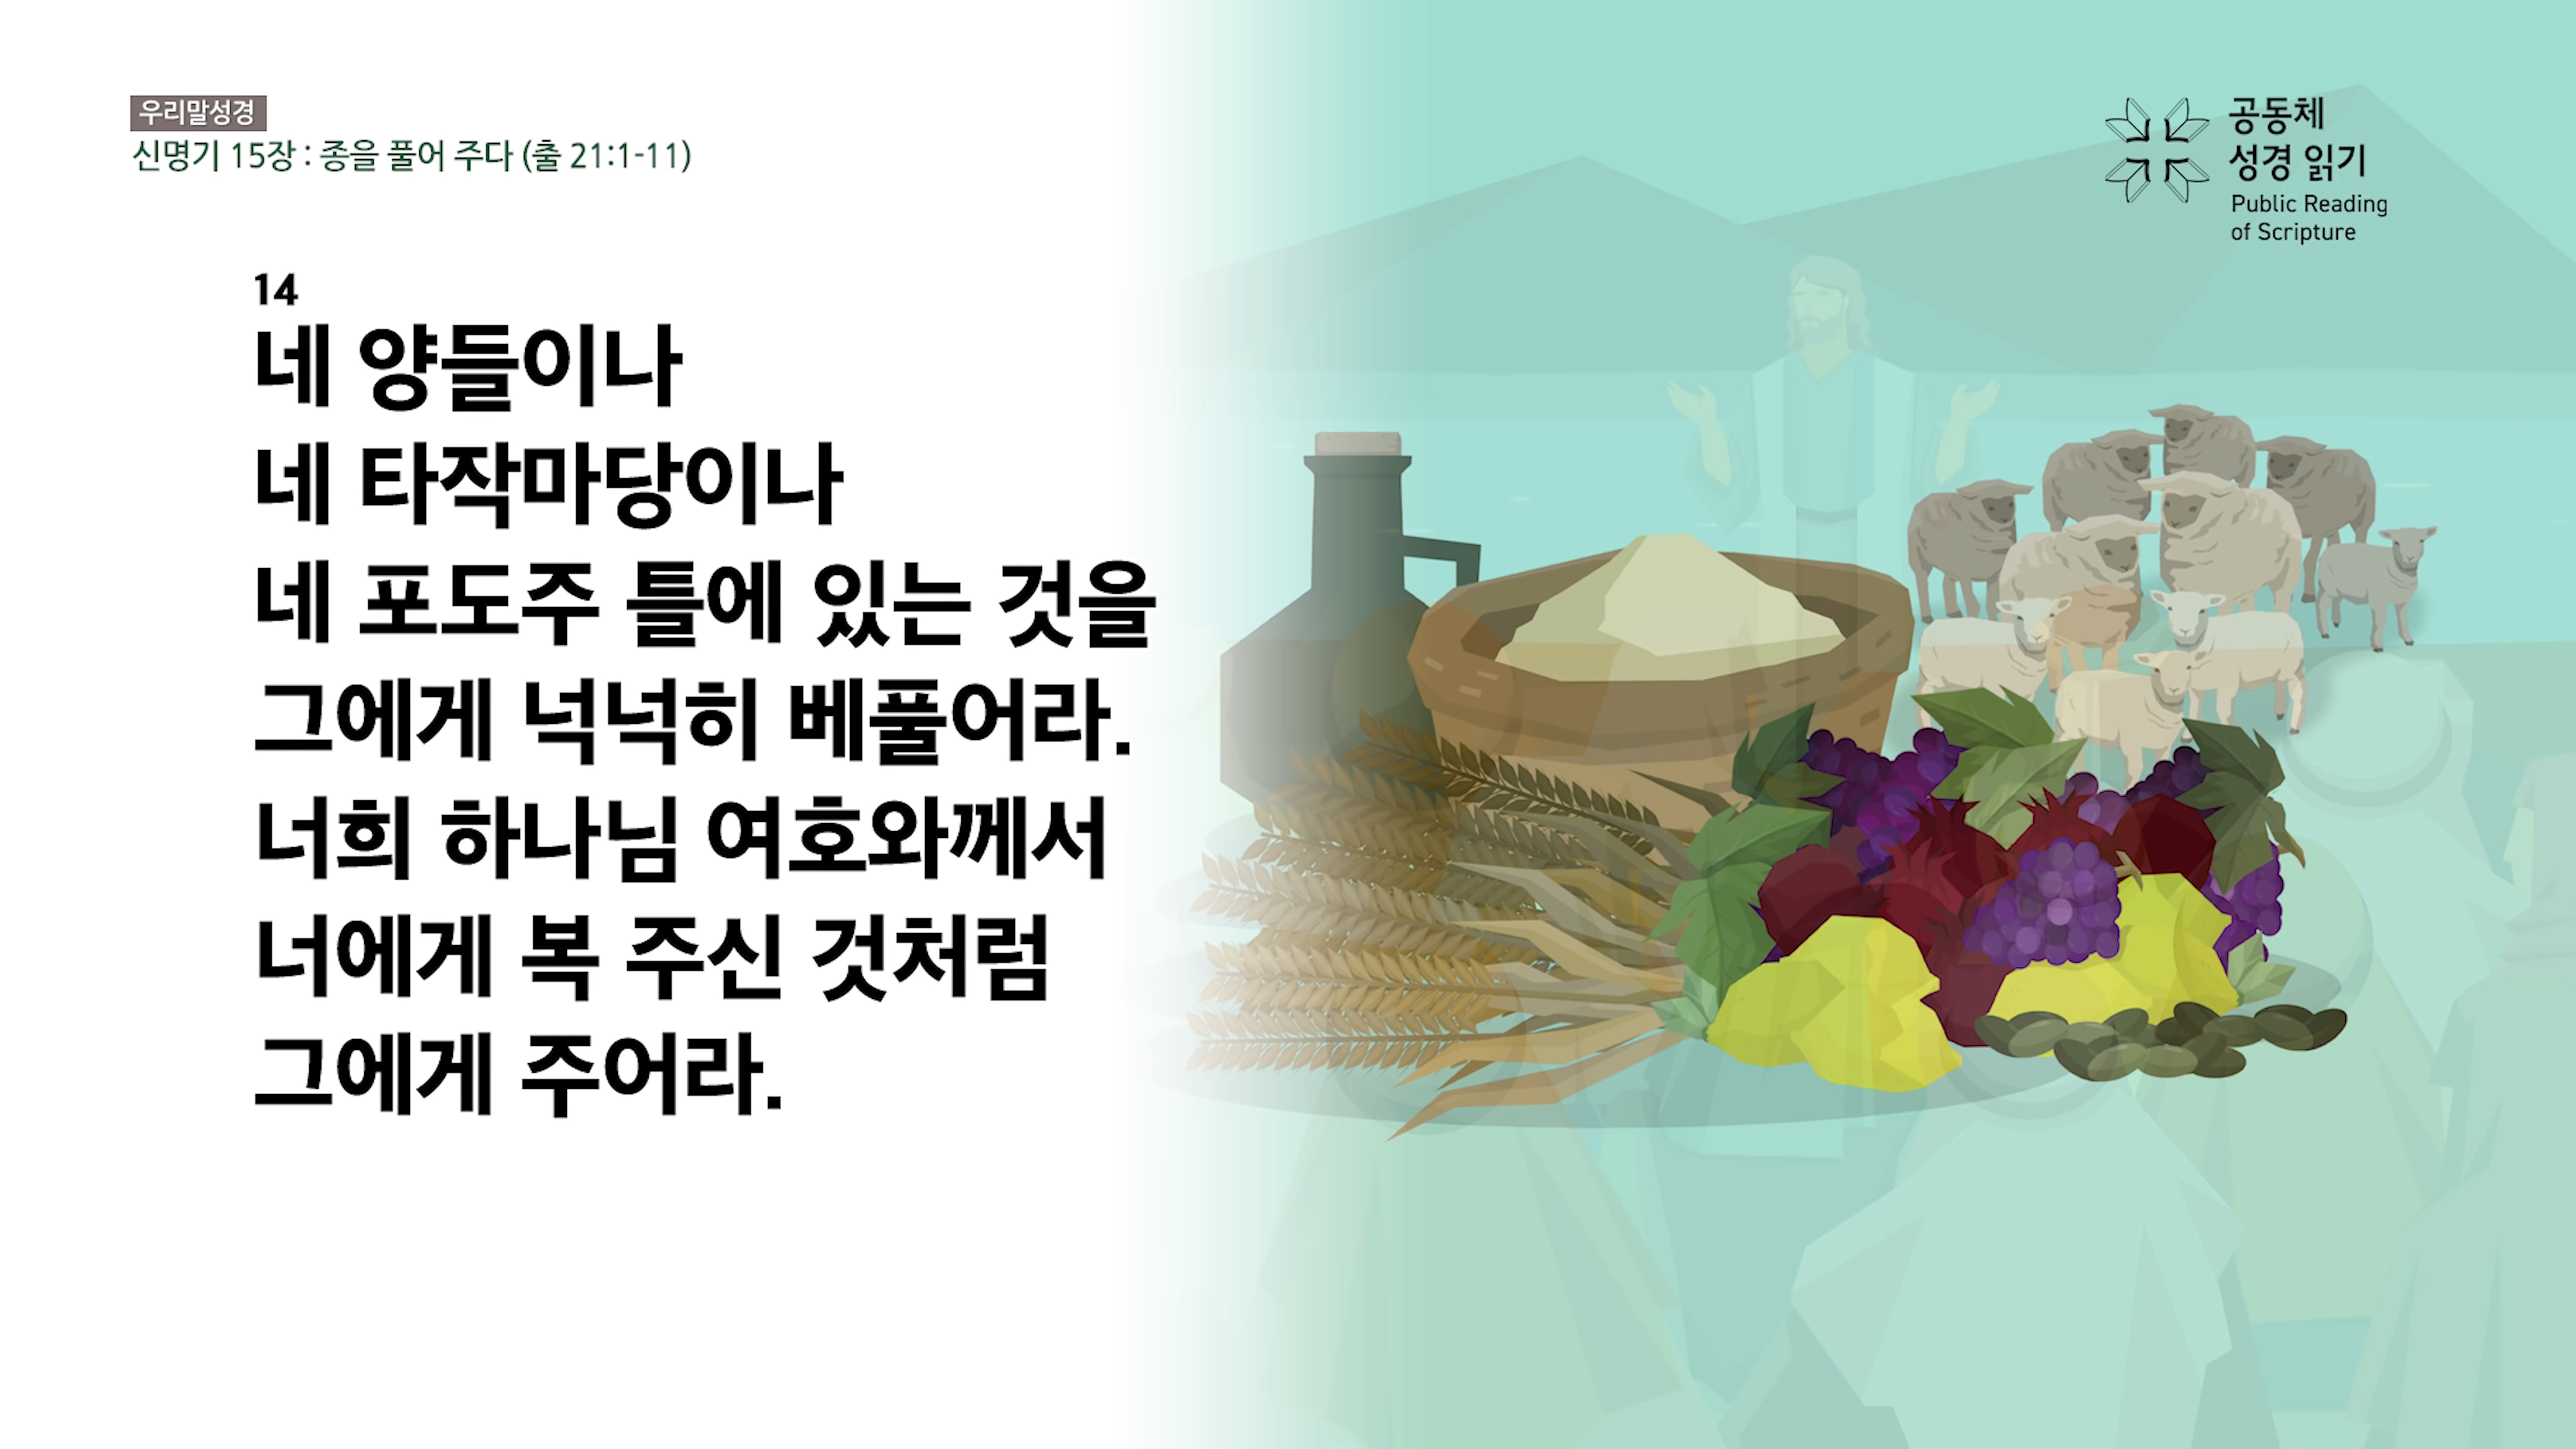 우리말성경
신명기 15장 : 종을 풀어 주다 (출 21:1-11)
공동체
성경 읽기
Public Reading
of Scripture
14
네 양들이나
네 타작마당이나
네 포도주 틀에 있는 것을
그에게 넉넉히 베풀어라.
너희 하나님 여호와께서
너에게 복 주신 것처럼
그에게 주어라.